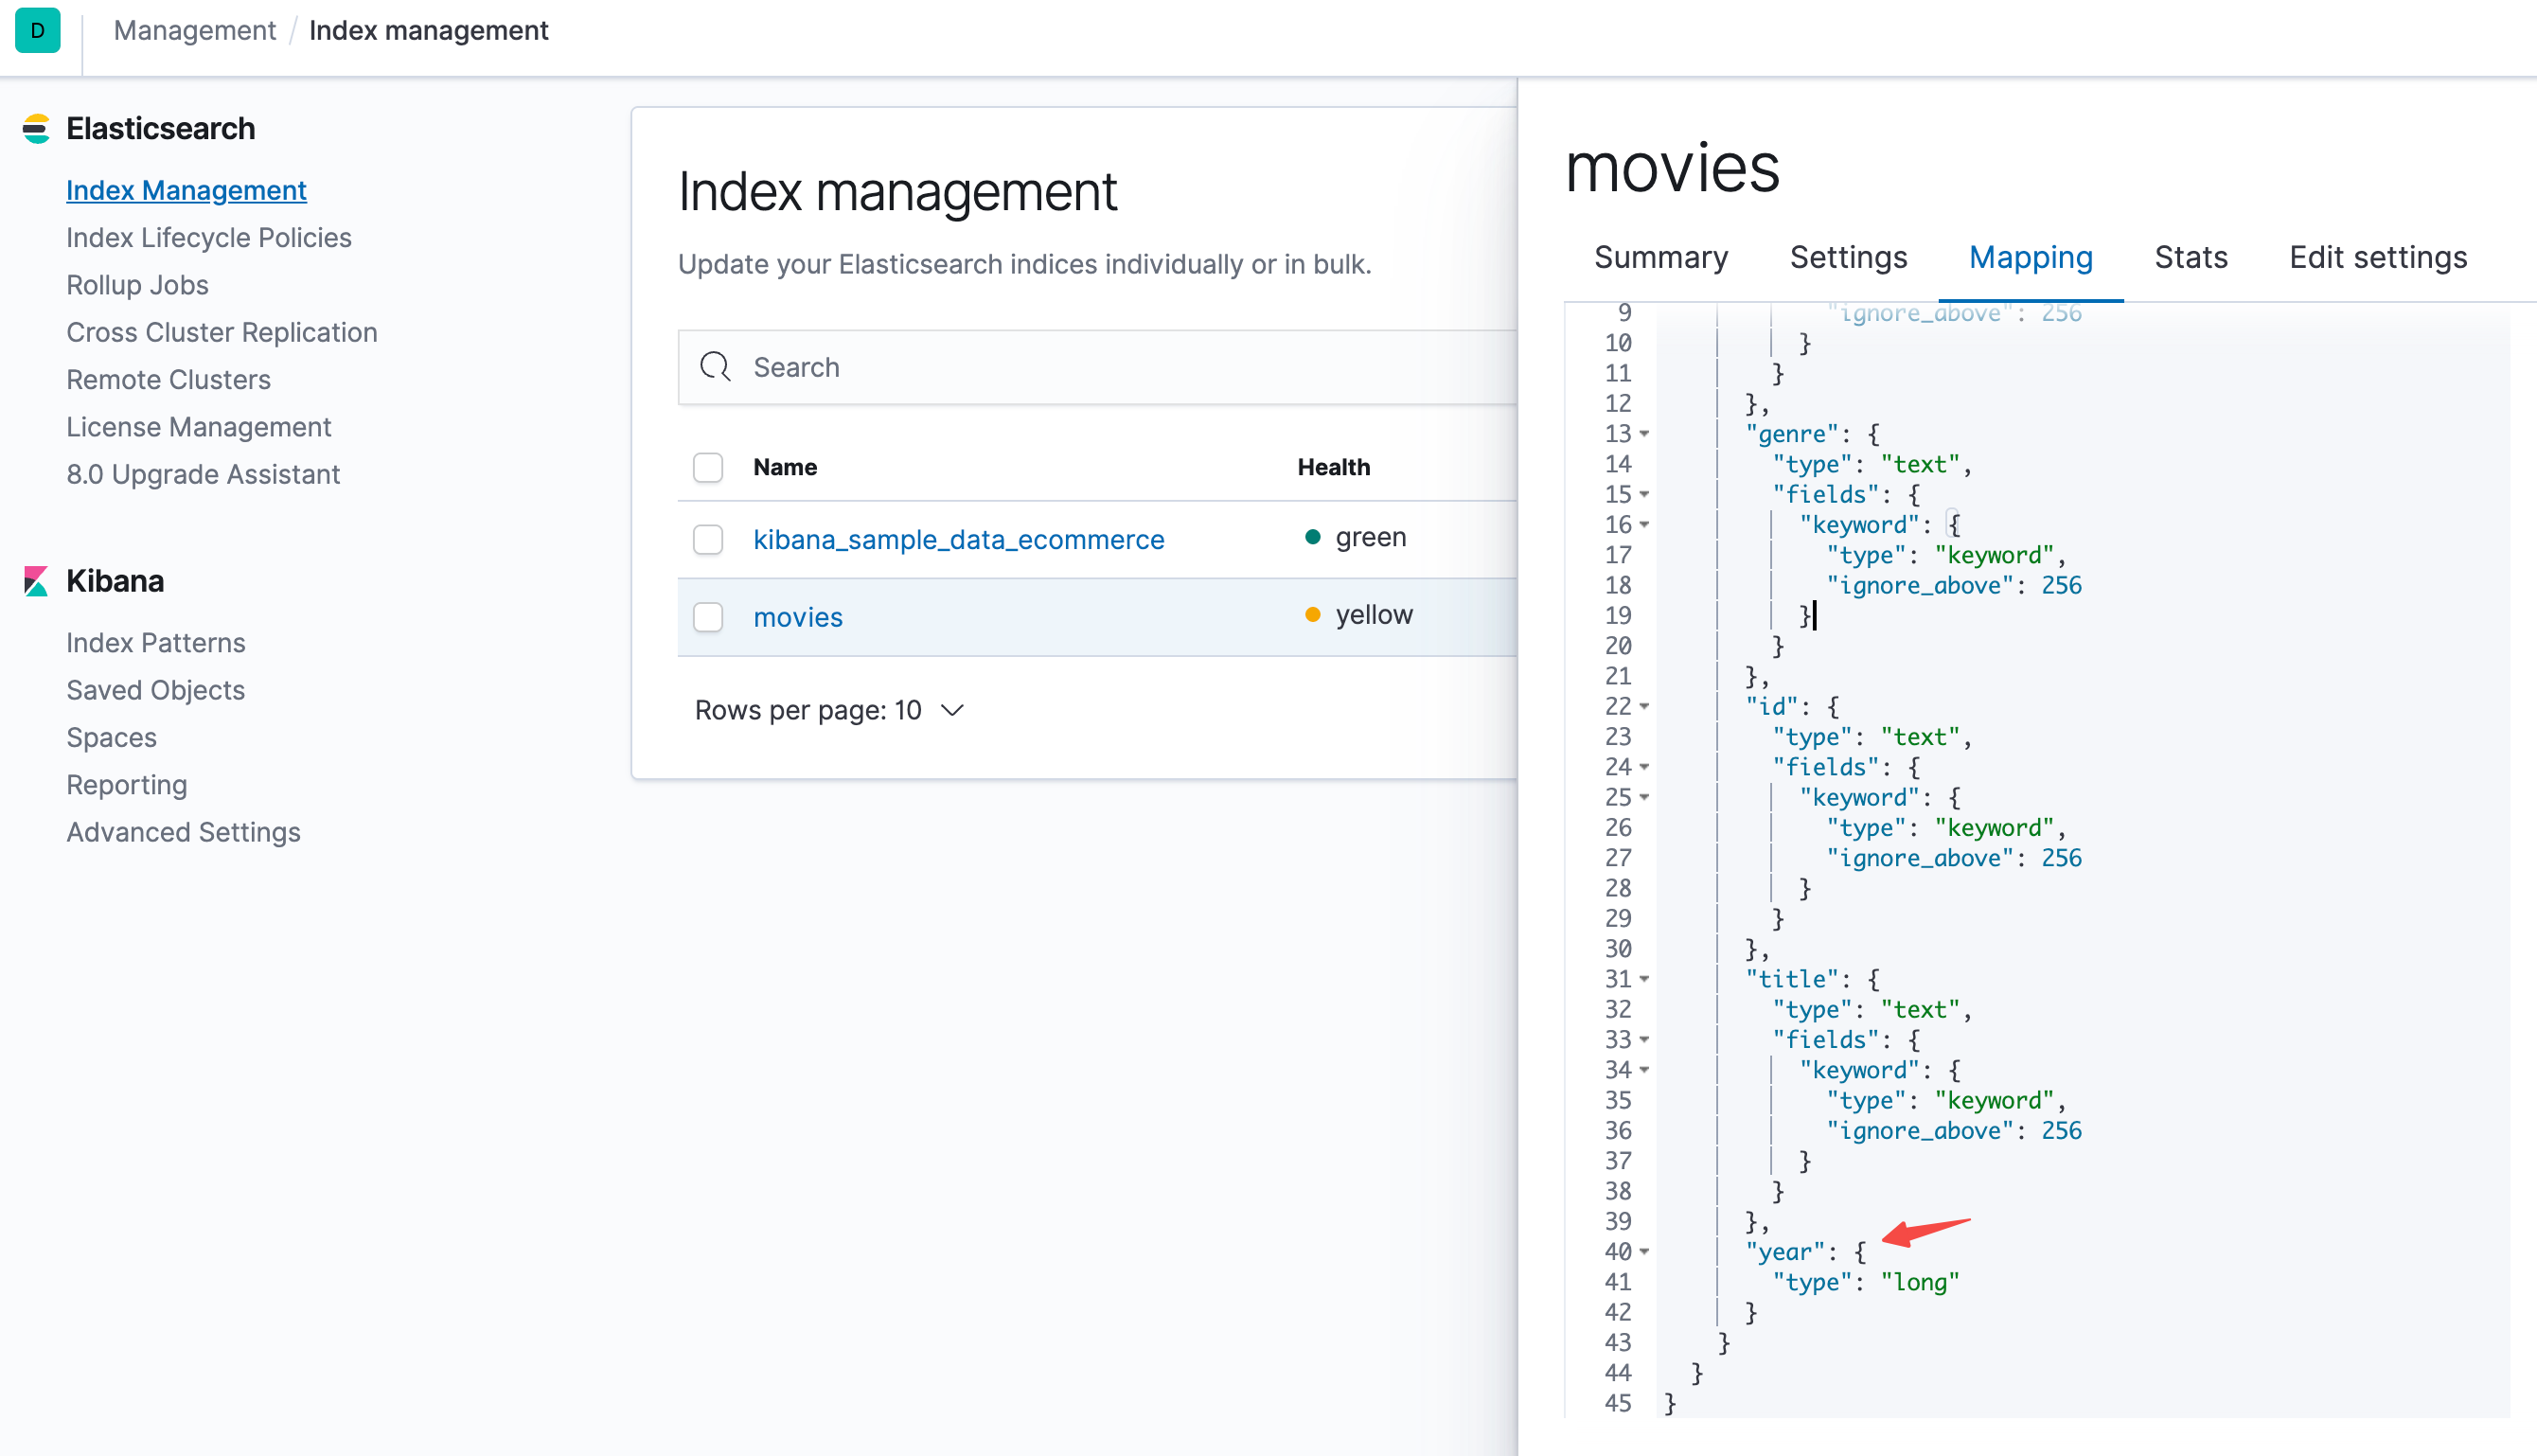 D
Management / Index management
Elasticsearch
Index Management
Index Lifecycle Policies
Rollup Jobs
Cross Cluster Replication
Remote Clusters
License Management
8.0 Upgrade Assistant
Kibana
Index Patterns
Saved Objects
Spaces
Reporting
Advanced Settings
Index management
Update your Elasticsearch indices individually or in bulk.
Search
Name Health
kibana_sample_data_ecommerce green
movies yellow
Rows per page: 10
movies
Summary Settings Mapping Stats Edit settings
9 "ignore_above": 256
10 }
11 }
12 },
13 "genre": {
14 "type": "text",
15 "fields": {
16 "keyword": {
17 "type": "keyword",
18 "ignore_above": 256
19 }
20 }
21 },
22 "id": {
23 "type": "text",
24 "fields": {
25 "keyword": {
26 "type": "keyword",
27 "ignore_above": 256
28 }
29 }
30 },
31 "title": {
32 "type": "text",
33 "fields": {
34 "keyword": {
35 "type": "keyword",
36 "ignore_above": 256
37 }
38 }
39 },
40 "year": {
41 "type": "long"
42 }
43 }
44 }
45 }